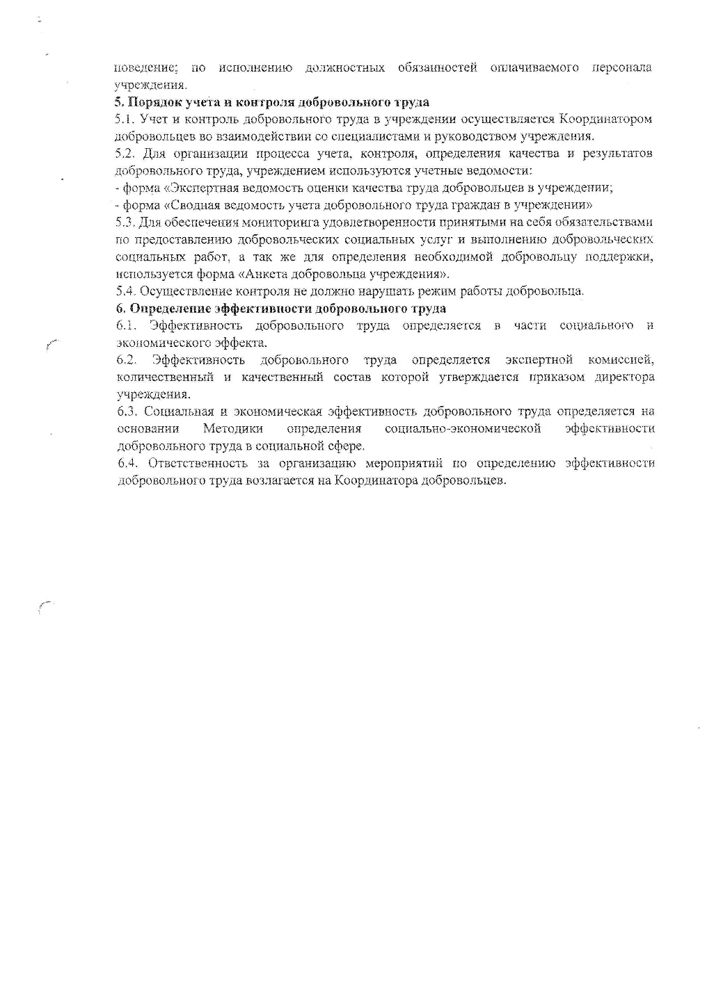 поведение; по исполнению должностных обязанностей оплачиваемого персонала
учреждения.
5. Порядок учета и контроля добровольного труда
5.1. Учет и контроль добровольного труда в учреждении осуществляется Координатором
добровольцев во взаимодействии со специалистами и руководством учреждения.
5.2. Для организации процесса учета, контроля, определения качества и результатов
добровольного труда, учреждением используются учетные ведомости:
- форма «Экспертная ведомость оценки качества труда добровольцев в учреждении;
- форма «Сводная ведомость учета добровольного труда граждан в учреждении»
5.3. Для обеспечения мониторинга удовлетворенности принятыми на себя обязательствами
по предоставлению добровольческих социальных услуг и выполнению добровольческих
социальных работ, а так же для определения необходимой добровольцу поддержки,
используется форма «Анкета добровольца учреждения».
5.4. Осуществление контроля не должно нарушать режим работы добровольца.
6. Определение эффективности добровольного труда
6.1. Эффективность добровольного труда определяется в части социального и
экономического эффекта.
6.2. Эффективность добровольного труда определяется экспертной комиссией,
количественный и качественный состав которой утверждается приказом директора
учреждения.
6.3. Социальная и экономическая эффективность добровольного труда определяется на
основании Методики определения социально-экономической эффективности
добровольного труда в социальной сфере.
6.4. Ответственность за организацию мероприятий по определению эффективности
добровольного труда возлагается на Координатора добровольцев.